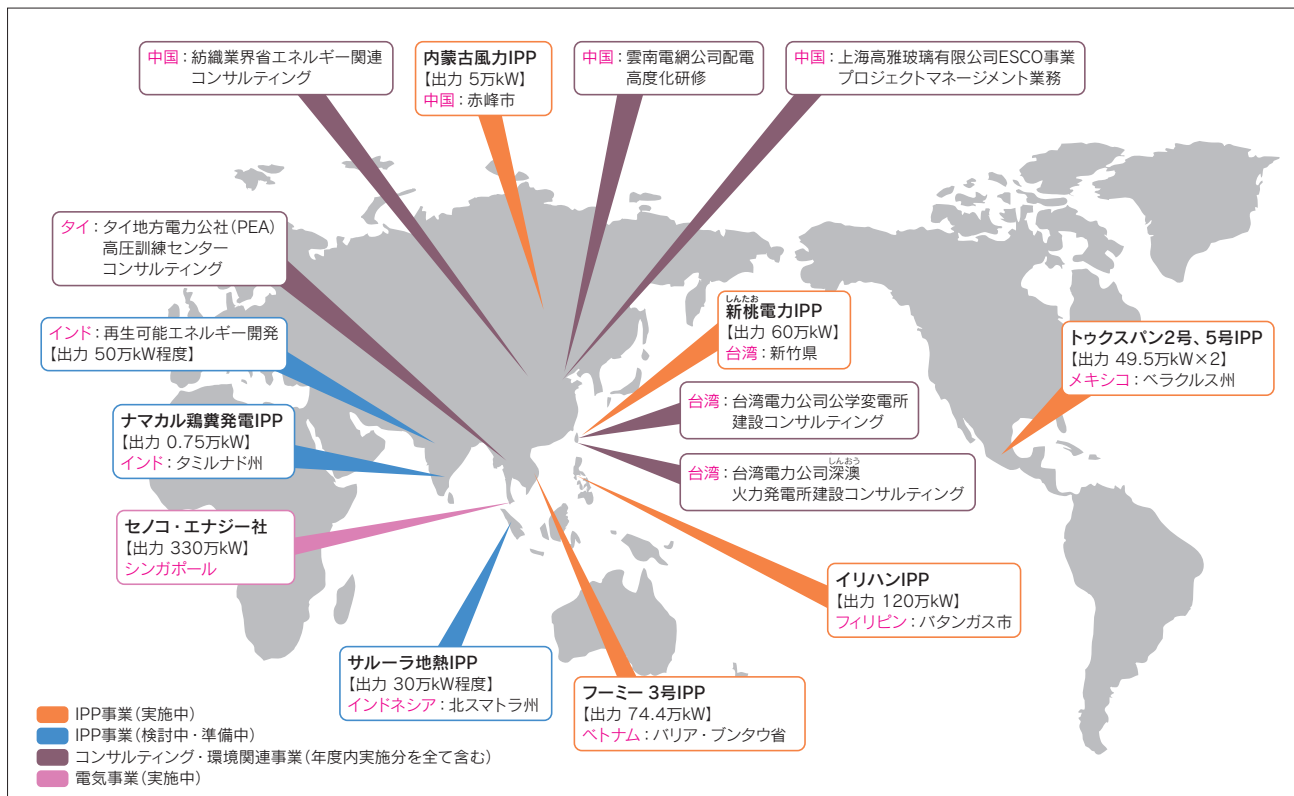 中国：紡織業界省エネルギー関連
コンサルティング
内蒙古風力IPP
【出力 5万kW】
中国：赤峰市
中国：雲南電網公司配電
高度化研修
中国：上海高雅玻璃有限公司ESCO事業
プロジェクトマネージメント業務
タイ：タイ地方電力公社（PEA）
高圧訓練センター
コンサルティング
インド：再生可能エネルギー開発
【出力 50万kW程度】
ナマカル鶏糞発電IPP
【出力 0.75万kW】
インド：タミルナド州
セノコ・エナジー社
【出力 330万kW】
シンガポール
しんたお
新桃電力IPP
【出力 60万kW】
台湾：新竹県
トゥクスパン2号、5号IPP
【出力 49.5万kW×2】
メキシコ：ベラクルス州
台湾：台湾電力公司公学変電所
建設コンサルティング
しんおう
台湾：台湾電力公司深澳
火力発電所建設コンサルティング
イリハンIPP
【出力 120万kW】
フィリピン：バタンガス市
サルーラ地熱IPP
【出力 30万kW程度】
インドネシア：北スマトラ州
フーミー 3号IPP
【出力 74.4万kW】
ベトナム：バリア・ブンタウ省
IPP事業（実施中）
IPP事業（検討中・準備中）
コンサルティング・環境関連事業（年度内実施分を全て含む）
電気事業（実施中）